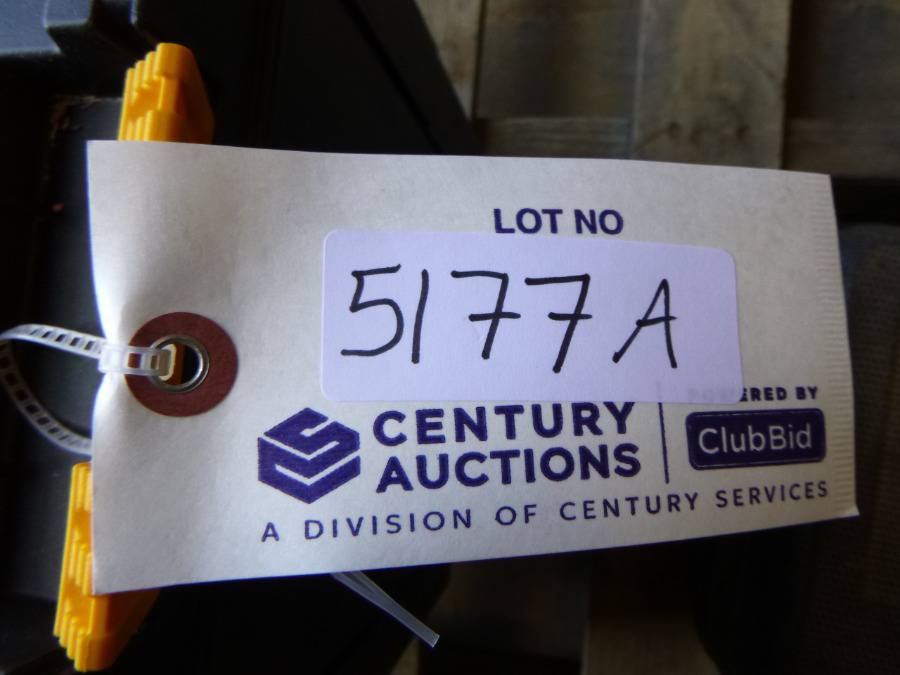 LOT NO
5177A
CENTURY
AUCTIONS
POWERED BY
ClubBid
A DIVISION OF CENTURY SERVICES